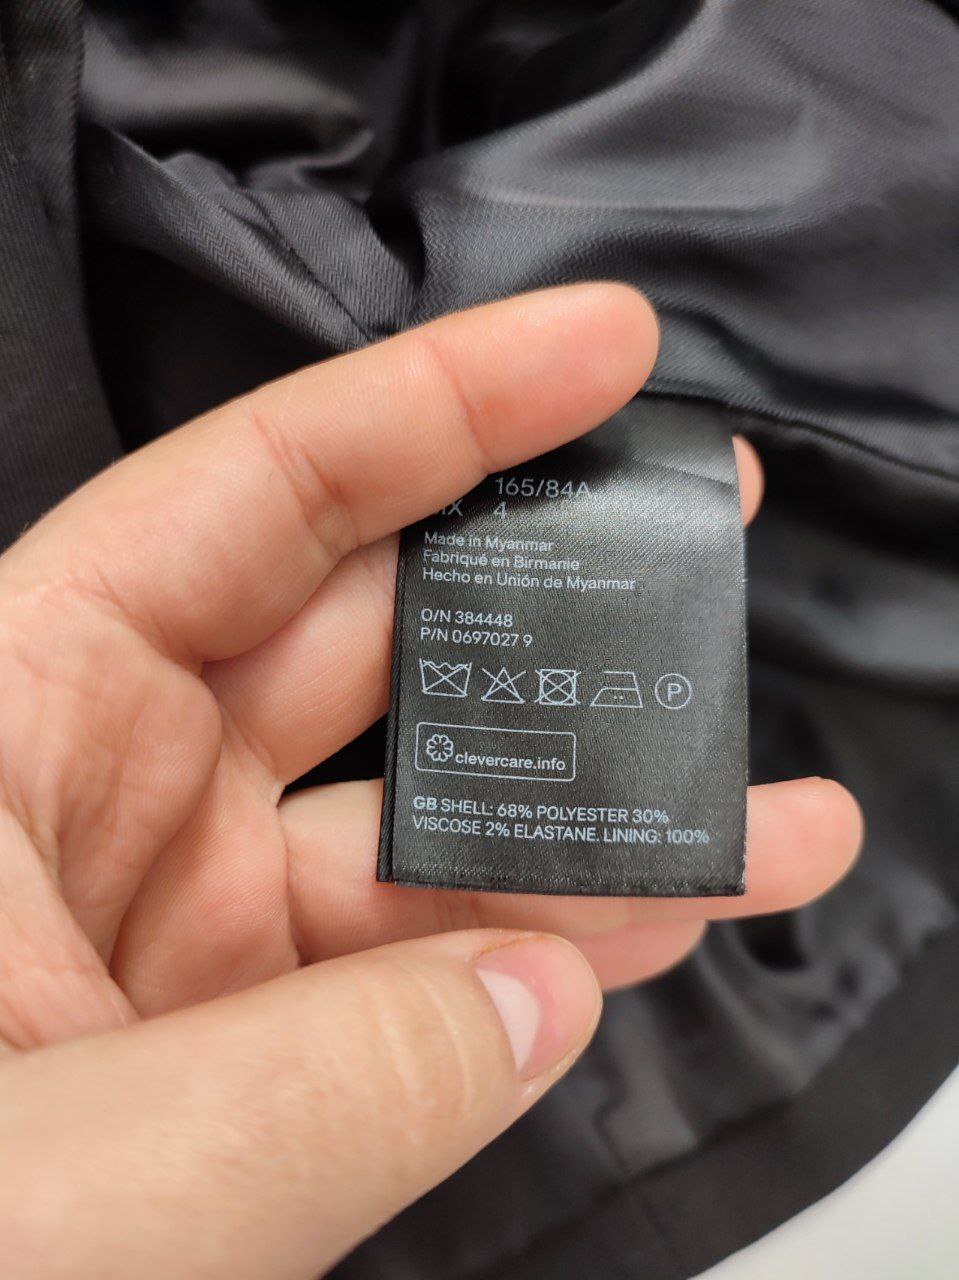 165/84A
4
Made in Myanmar
Fabriqué en Birmanie
Hecho en Unión de Myanmar
O/N 384448
P/N 0697027 9
P
clevercare.info
GB SHELL: 68% POLYESTER 30%
VISCOSE 2% ELASTANE. LINING: 100%